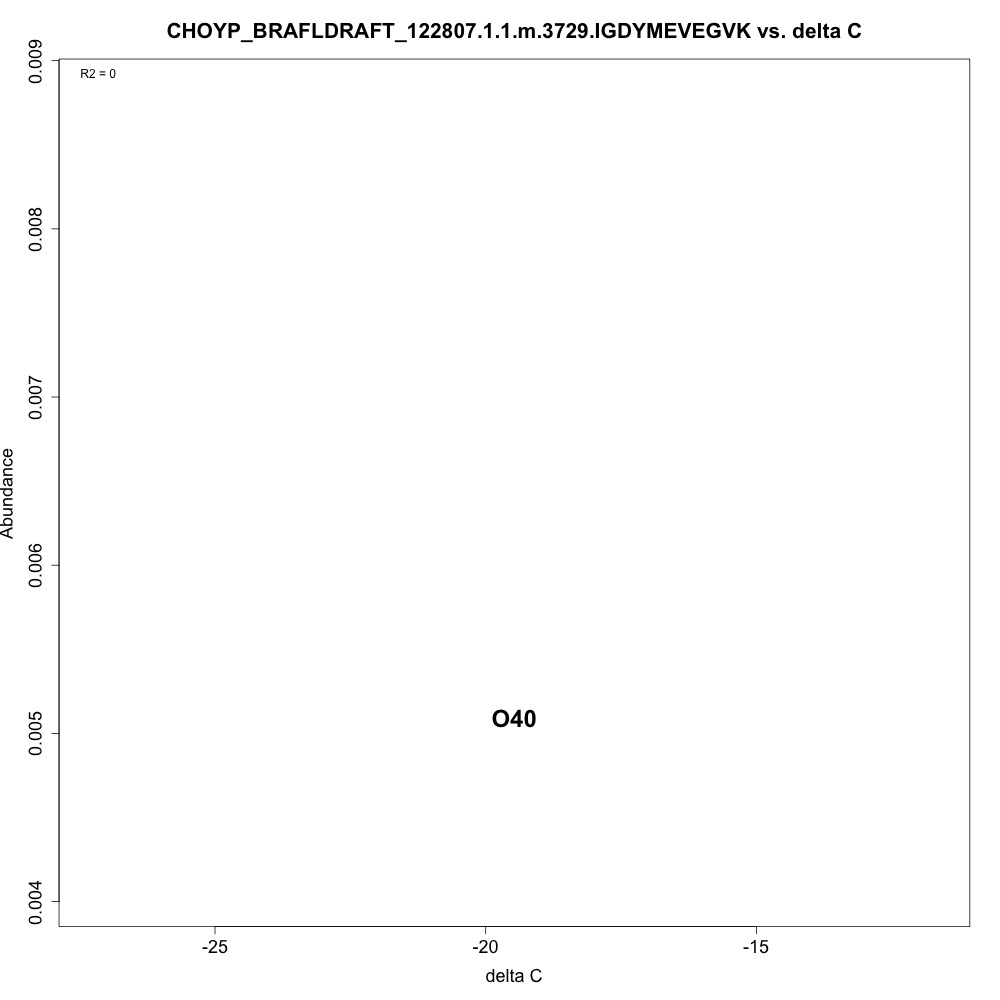 CHOYP_BRAFLDRAFT_122807.1.1.m.3729.IGDYMEVEGVK vs. delta C
R2 = 0
0.009
0.008
0.007
0.006
0.005
0.004
Abundance
O40
-25
-20
-15
delta C